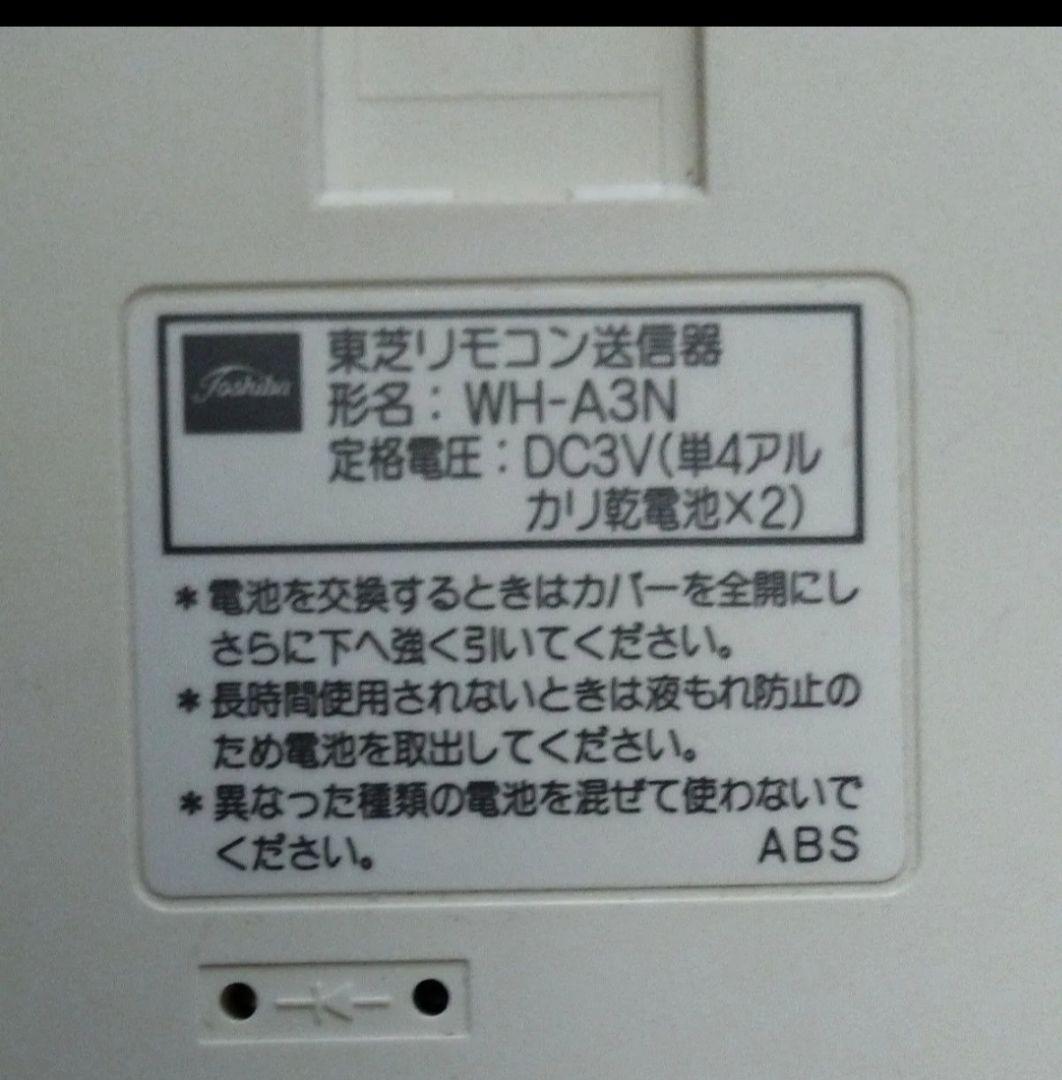 Toshiba
東芝リモコン送信器
形名：WH-A3N
定格電圧：DC3V(単4アル
カリ乾電池×2)
＊電池を交換するときはカバーを全開にし
さらに下へ強く引いてください。
＊長時間使用されないときは液もれ防止の
ため電池を取出してください。
＊異なった種類の電池を混ぜて使わないで
ください。 ABS